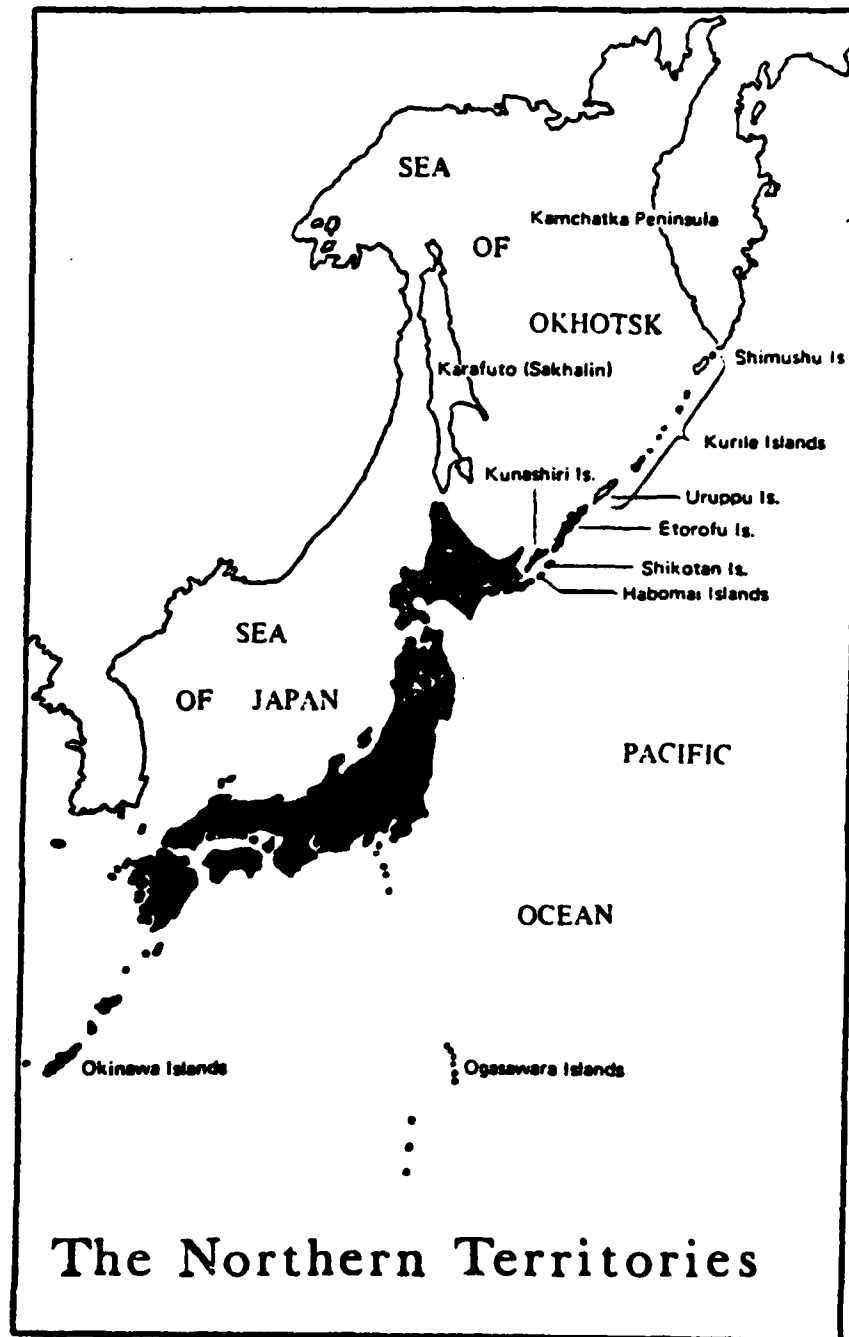 SEA
Kamchatka Peninsula
OF
OKHOTSK
Shimushu Is
Karafuto (Sakhalin)
Kurile Islands
Kunashiri Is.
Uruppu Is.
Etorofu Is.
Shikotan Is.
Habomai Islands
SEA
OF JAPAN
PACIFIC
OCEAN
Okinawa Islands
Ogasawara Islands
The Northern Territories